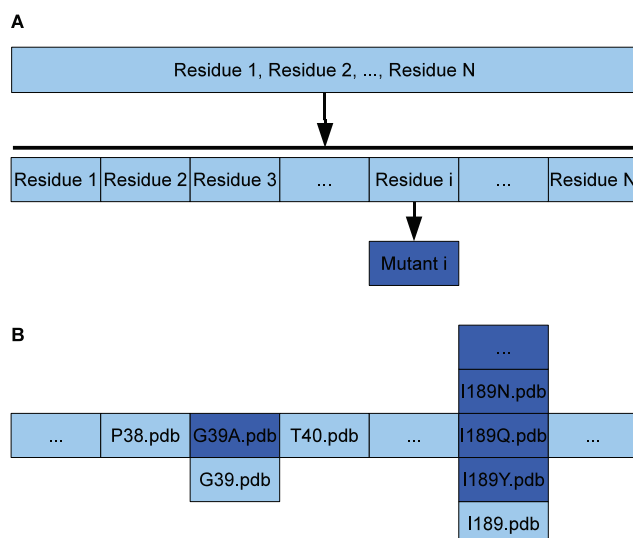 A
Residue 1, Residue 2, ..., Residue N
Residue 1 Residue 2 Residue 3 ... Residue i ... Residue N
Mutant i
B
...
I189N.pdb
... P38.pdb G39A.pdb T40.pdb ... I189Q.pdb ...
G39.pdb I189Y.pdb
I189.pdb